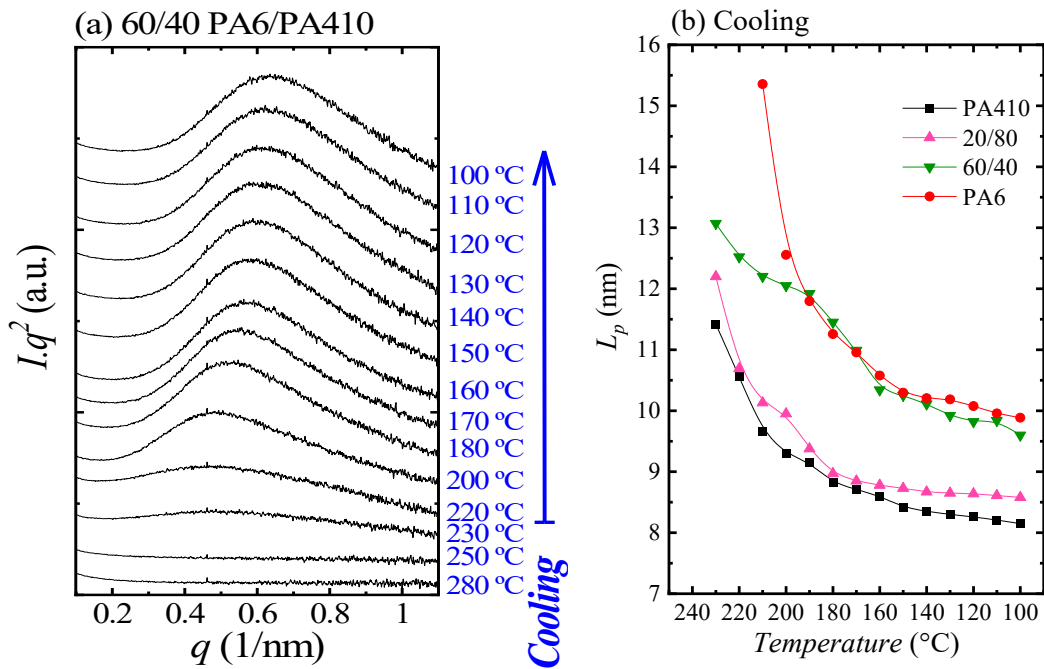 (a) 60/40 PA6/PA410
I.q² (a.u.)
100 ºC
110 ºC
120 ºC
130 ºC
140 ºC
150 ºC
160 ºC
170 ºC
180 ºC
200 ºC
220 ºC
230 ºC
250 ºC
280 ºC
Cooling
0.2 0.4 0.6 0.8 1
q (1/nm)
(b) Cooling
16
15
14
13
12
11
10
9
8
7
Lₚ (nm)
PA410
20/80
60/40
PA6
240 220 200 180 160 140 120 100
Temperature (°C)